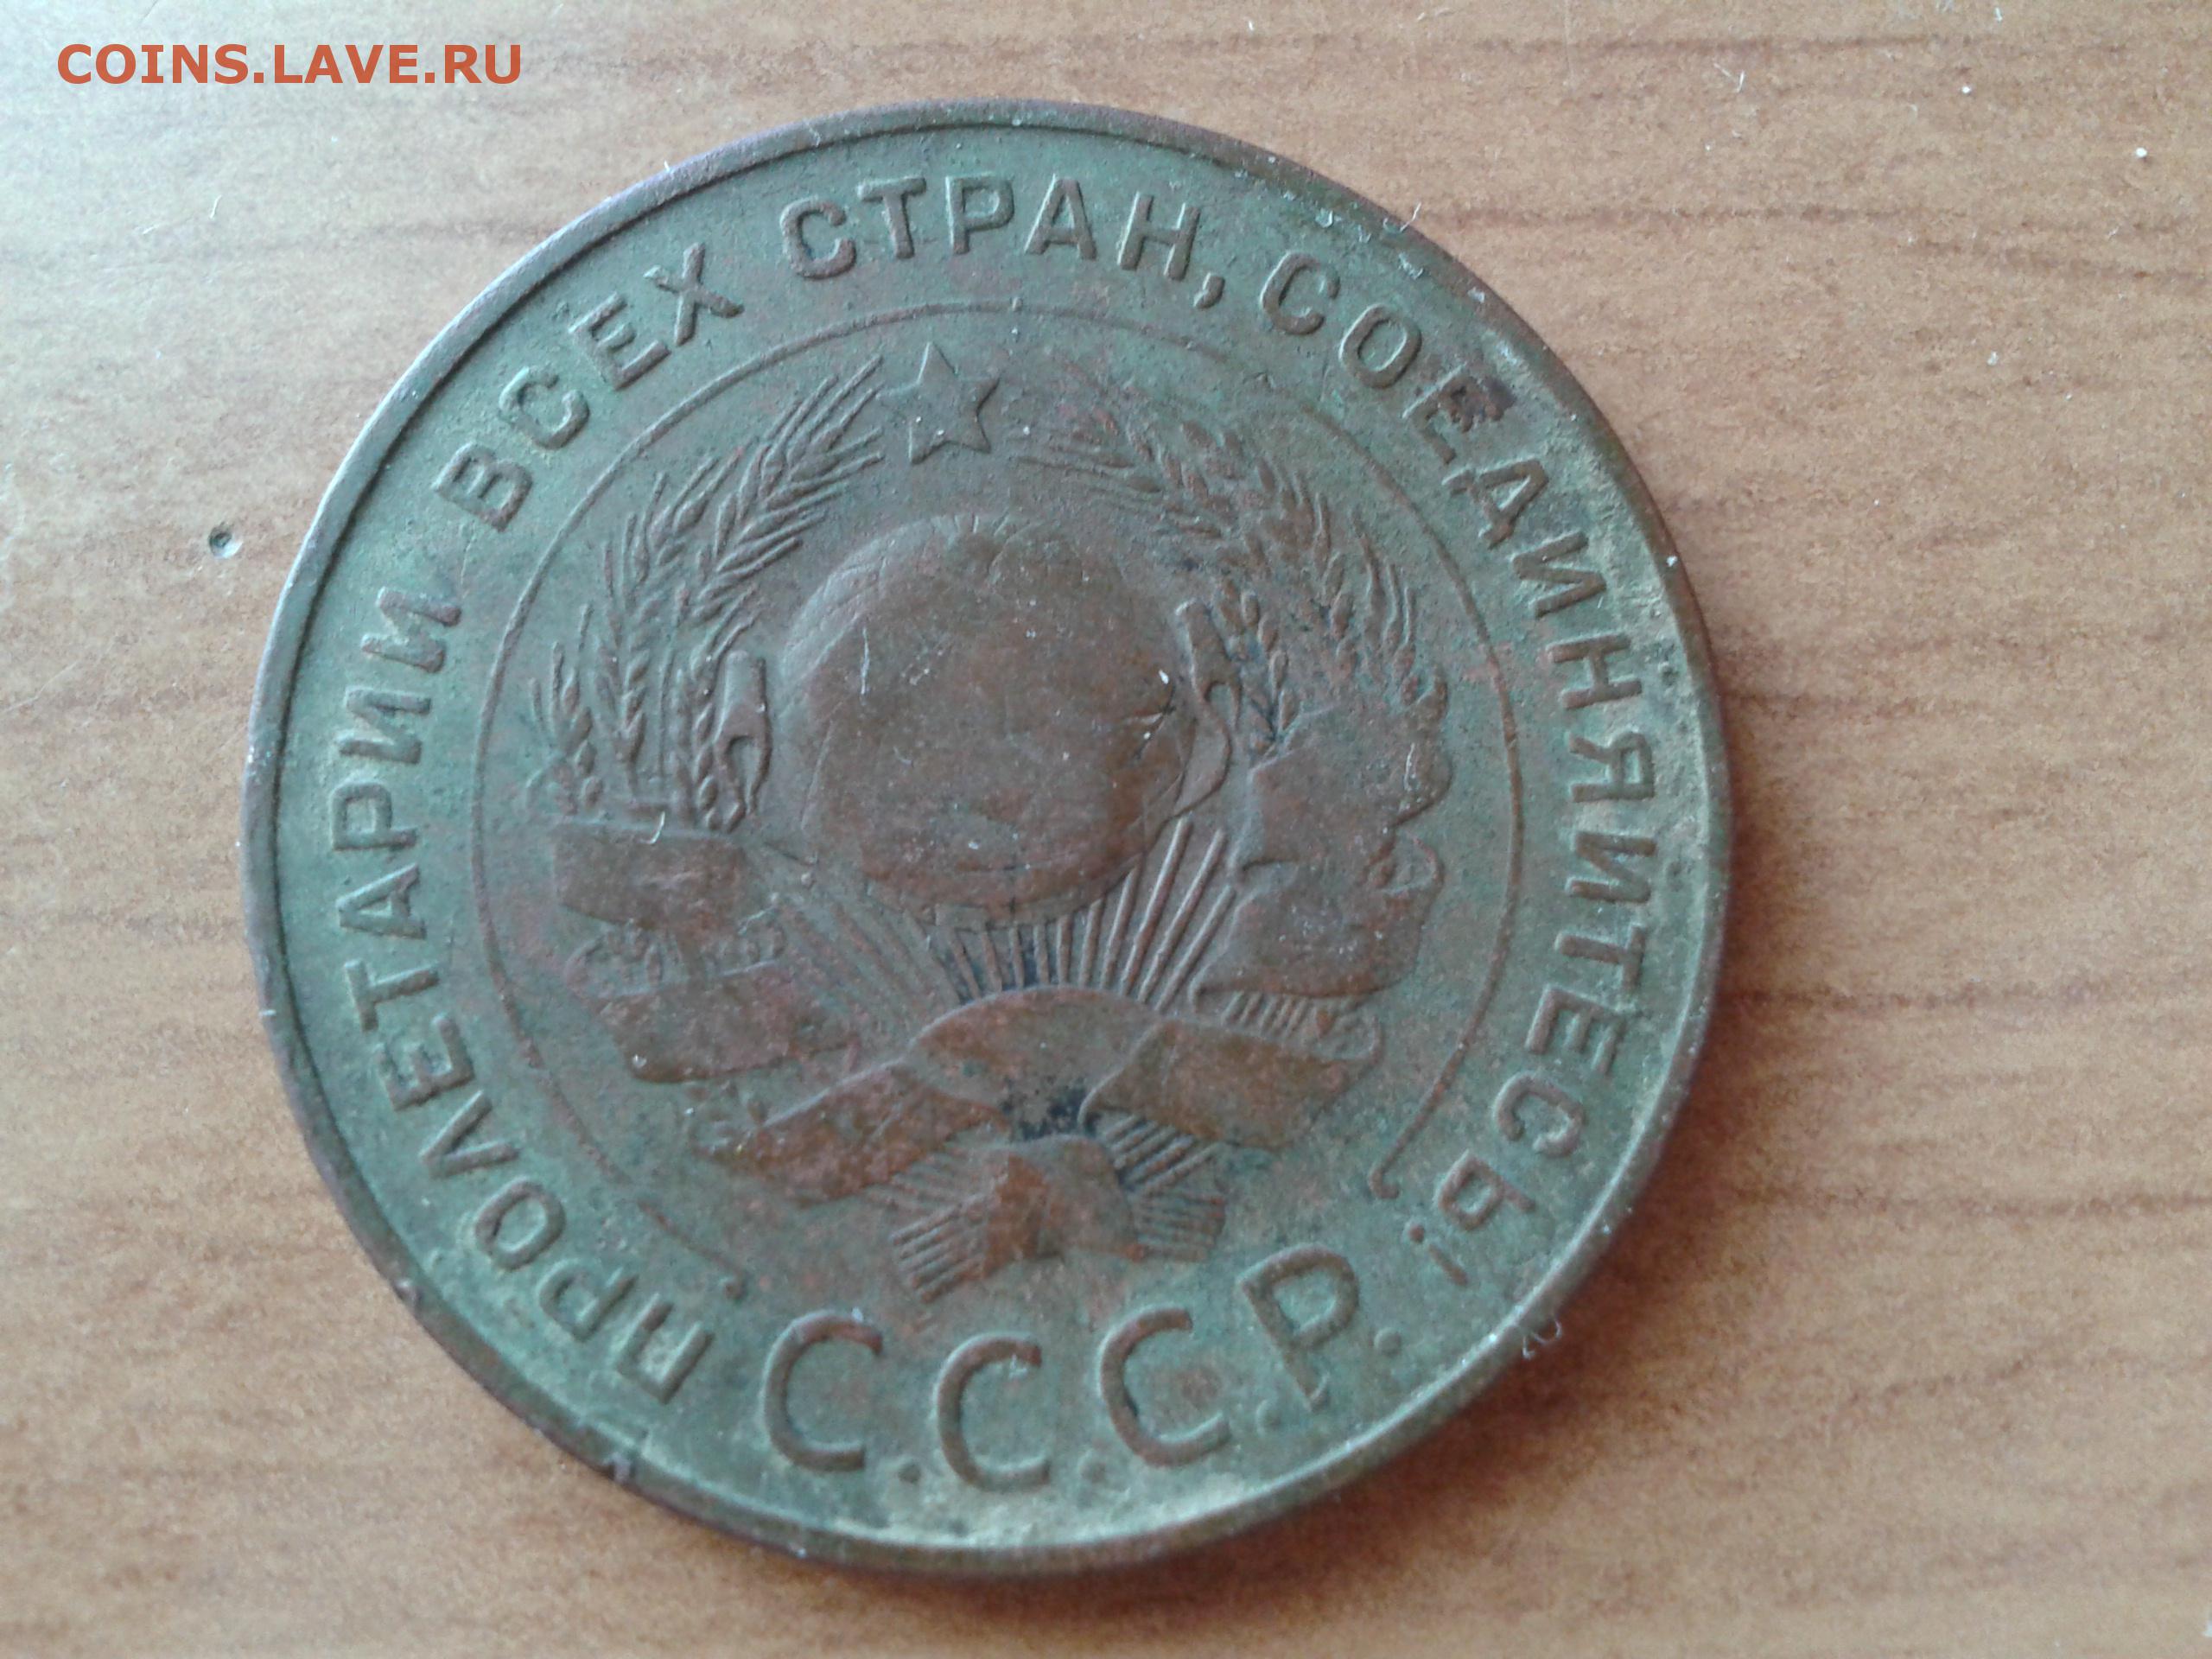 COINS.LAVE.RU
ПРОЛЕТАРИИ ВСЕХ СТРАН, СОЕДИНЯЙТЕСЬ!
С.С.С.Р.